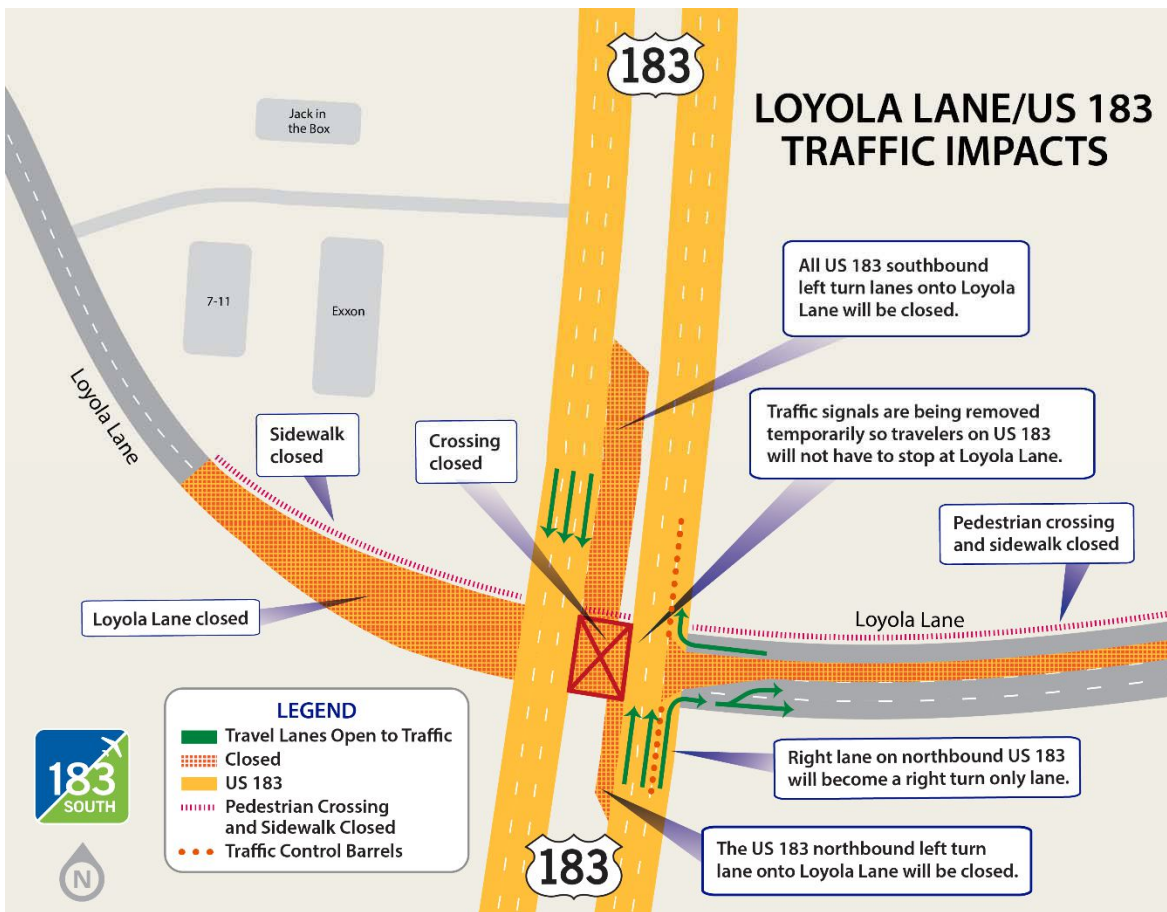 183
LOYOLA LANE/US 183
TRAFFIC IMPACTS
Jack in
the Box
7-11
Exxon
All US 183 southbound
left turn lanes onto Loyola
Lane will be closed.
Loyola Lane
Sidewalk
closed
Crossing
closed
Traffic signals are being removed
temporarily so travelers on US 183
will not have to stop at Loyola Lane.
Pedestrian crossing
and sidewalk closed
Loyola Lane closed
Loyola Lane
LEGEND
Travel Lanes Open to Traffic
Closed
US 183
Pedestrian Crossing
and Sidewalk Closed
Traffic Control Barrels
Right lane on northbound US 183
will become a right turn only lane.
The US 183 northbound left turn
lane onto Loyola Lane will be closed.
183
SOUTH
N
183